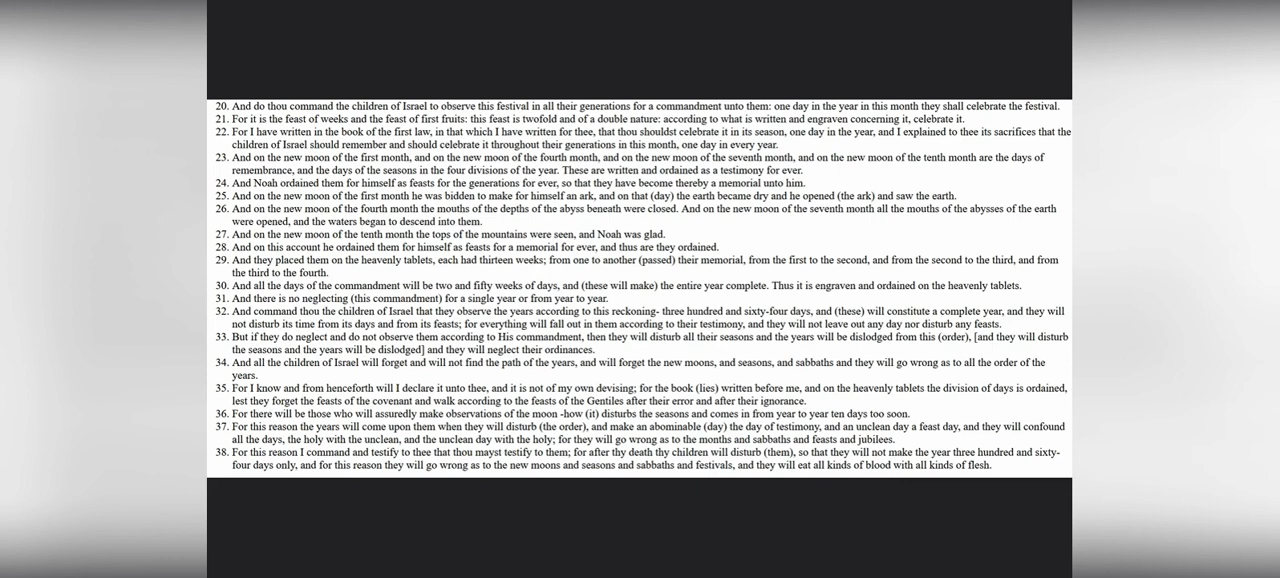 20. And do thou command the children of Israel to observe this festival in all their generations for a commandment unto them: one day in the year in this month they shall celebrate the festival.
21. For it is the feast of weeks and the feast of first fruits: this feast is twofold and of a double nature: according to what is written and engraven concerning it, celebrate it.
22. For I have written in the book of the first law, in that which I have written for thee, that thou shouldst celebrate it in its season, one day in the year, and I explained to thee its sacrifices that the
children of Israel should remember and should celebrate it throughout their generations in this month, one day in every year.
23. And on the new moon of the first month, and on the new moon of the fourth month, and on the new moon of the seventh month, and on the new moon of the tenth month are the days of
remembrance, and the days of the seasons in the four divisions of the year. These are written and ordained as a testimony for ever.
24. And Noah ordained them for himself as feasts for the generations for ever, so that they have become thereby a memorial unto him.
25. And on the new moon of the first month he was bidden to make for himself an ark, and on that (day) the earth became dry and he opened (the ark) and saw the earth.
26. And on the new moon of the fourth month the mouths of the depths of the abyss beneath were closed. And on the new moon of the seventh month all the mouths of the abysses of the earth
were opened, and the waters began to descend into them.
27. And on the new moon of the tenth month the tops of the mountains were seen, and Noah was glad.
28. And on this account he ordained them for himself as feasts for a memorial for ever, and thus are they ordained.
29. And they placed them on the heavenly tablets, each had thirteen weeks; from one to another (passed) their memorial, from the first to the second, and from the second to the third, and from
the third to the fourth.
30. And all the days of the commandment will be two and fifty weeks of days, and (these will make) the entire year complete. Thus it is engraven and ordained on the heavenly tablets.
31. And there is no neglecting (this commandment) for a single year or from year to year.
32. And command thou the children of Israel that they observe the years according to this reckoning- three hundred and sixty-four days, and (these) will constitute a complete year, and they will
not disturb its time from its days and from its feasts; for everything will fall out in them according to their testimony, and they will not leave out any day nor disturb any feasts.
33. But if they do neglect and do not observe them according to His commandment, then they will disturb all their seasons and the years will be dislodged from this (order), [and they will disturb
the seasons and the years will be dislodged] and they will neglect their ordinances.
34. And all the children of Israel will forget and will not find the path of the years, and will forget the new moons, and seasons, and sabbaths and they will go wrong as to all the order of the
years.
35. For I know and from henceforth will I declare it unto thee, and it is not of my own devising; for the book (lies) written before me, and on the heavenly tablets the division of days is ordained,
lest they forget the feasts of the covenant and walk according to the feasts of the Gentiles after their error and after their ignorance.
36. For there will be those who will assuredly make observations of the moon -how (it) disturbs the seasons and comes in from year to year ten days too soon.
37. For this reason the years will come upon them when they will disturb (the order), and make an abominable (day) the day of testimony, and an unclean day a feast day, and they will confound
all the days, the holy with the unclean, and the unclean day with the holy; for they will go wrong as to the months and sabbaths and feasts and jubilees.
38. For this reason I command and testify to thee that thou mayst testify to them; for after thy death thy children will disturb (them), so that they will not make the year three hundred and sixty-
four days only, and for this reason they will go wrong as to the new moons and seasons and sabbaths and festivals, and they will eat all kinds of blood with all kinds of flesh.